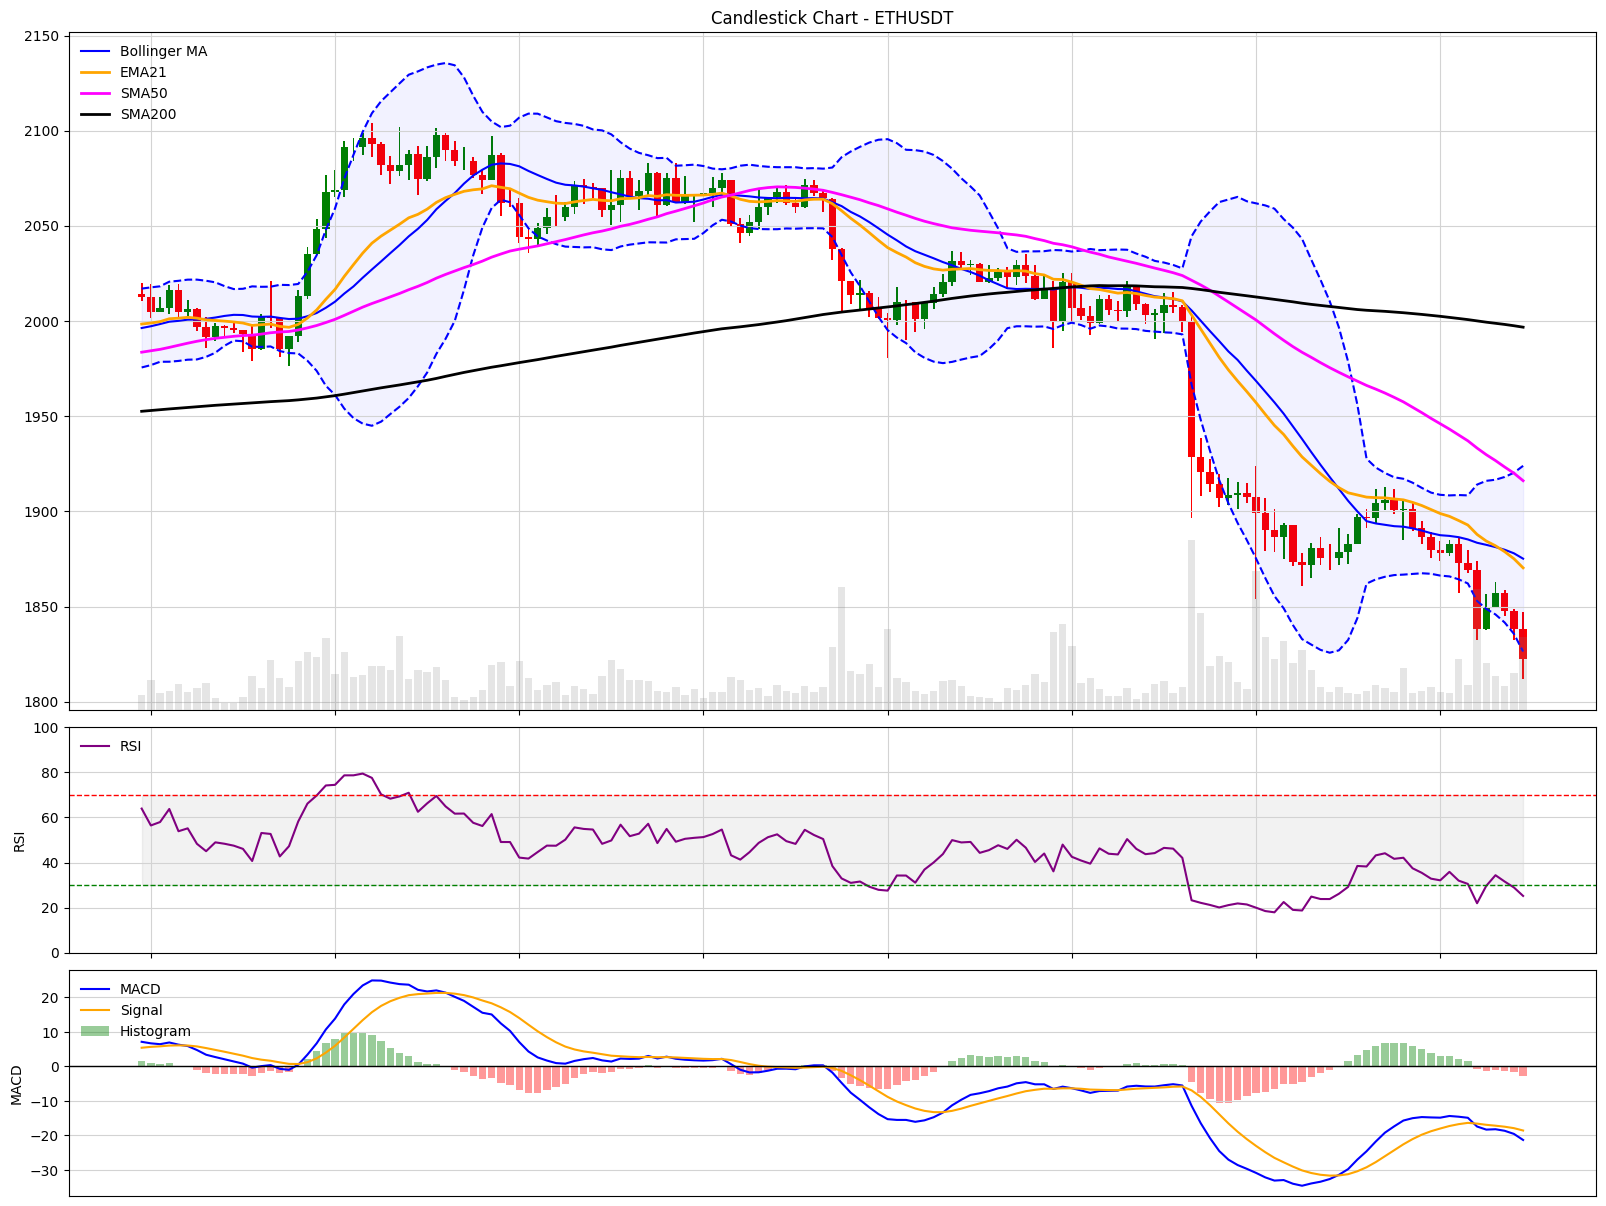 Candlestick Chart - ETHUSDT
2150
2100
2050
2000
1950
1900
1850
1800
Bollinger MA
EMA21
SMA50
SMA200
100
80
60
40
20
0
RSI
RSI
20
10
0
−10
−20
−30
MACD
MACD
Signal
Histogram